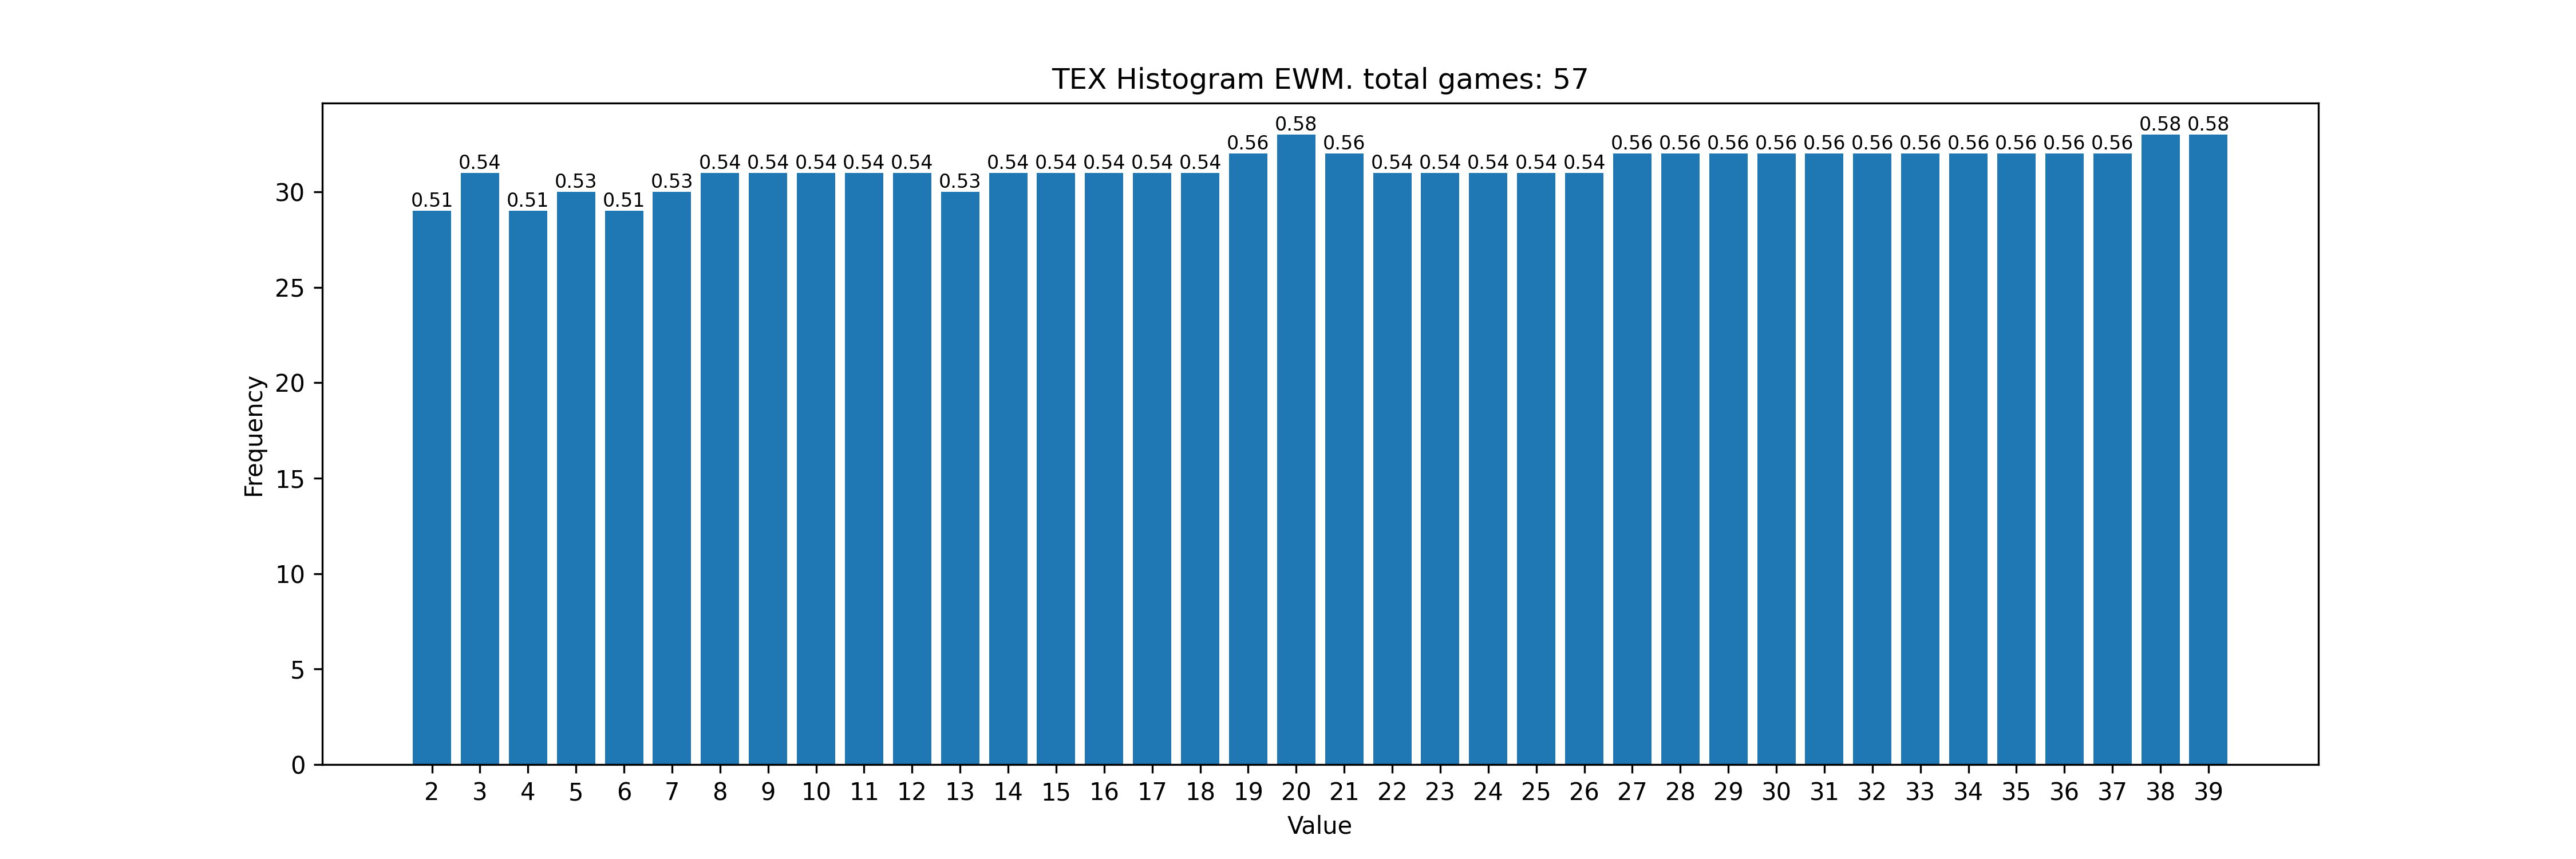 TEX Histogram EWM. total games: 57
0.51 0.54 0.51 0.53 0.51 0.53 0.54 0.54 0.54 0.54 0.54 0.53 0.54 0.54 0.54 0.54 0.54 0.56 0.58 0.56 0.54 0.54 0.54 0.54 0.54 0.56 0.56 0.56 0.56 0.56 0.56 0.56 0.56 0.56 0.56 0.56 0.58 0.58
Frequency
30
25
20
15
10
5
0
2 3 4 5 6 7 8 9 10 11 12 13 14 15 16 17 18 19 20 21 22 23 24 25 26 27 28 29 30 31 32 33 34 35 36 37 38 39
Value